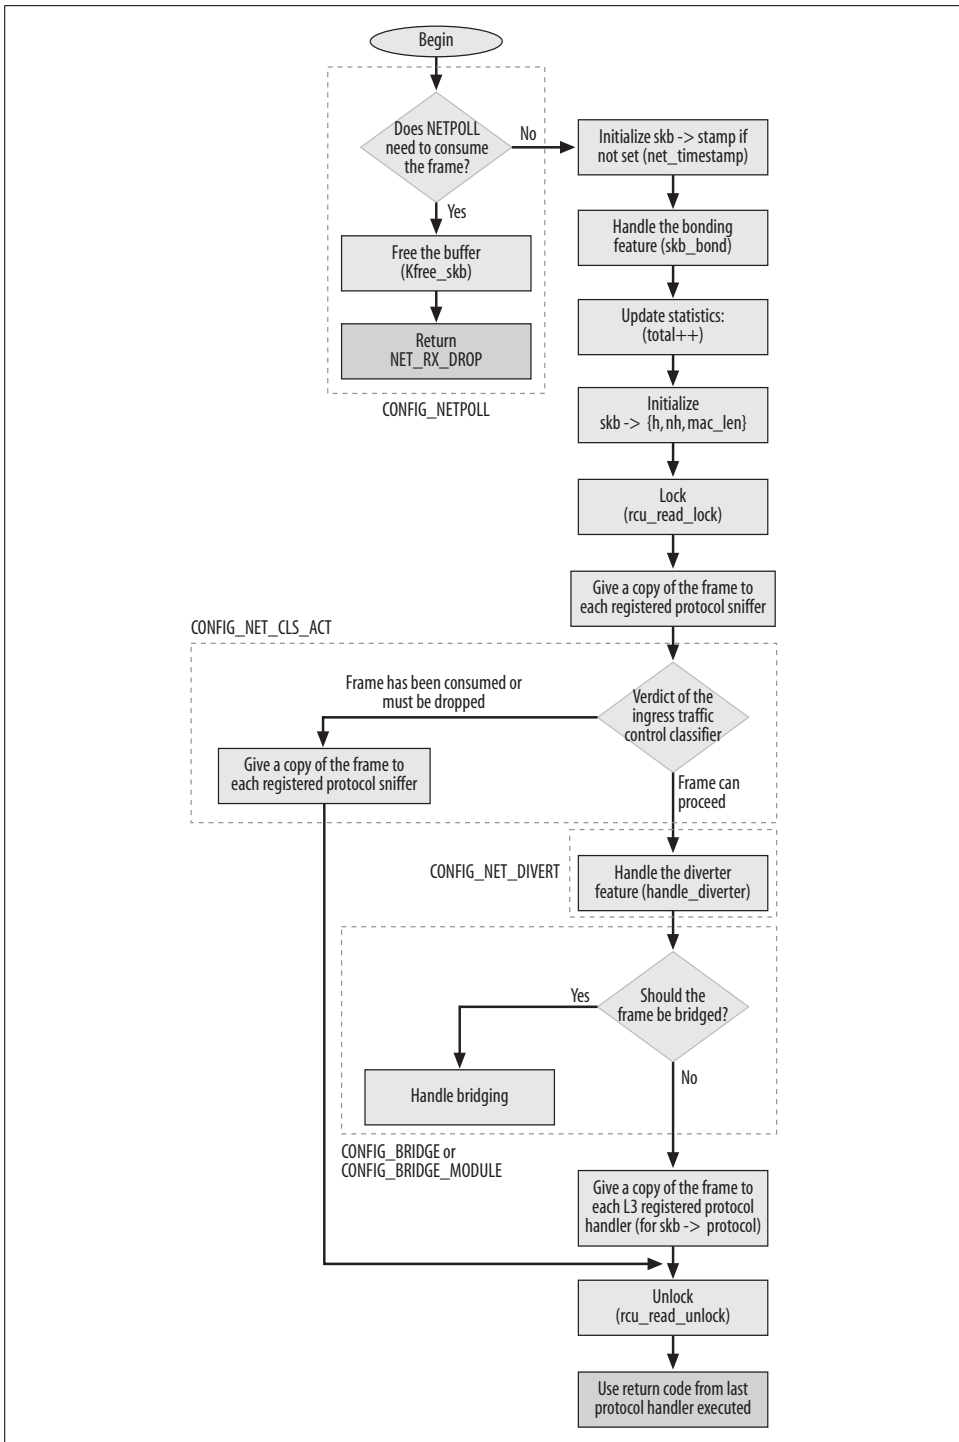 Begin
Does NETPOLL
need to consume
the frame?
No
Yes
Free the buffer
(Kfree_skb)
Return
NET_RX_DROP
CONFIG_NETPOLL
Initialize skb -> stamp if
not set (net_timestamp)
Handle the bonding
feature (skb_bond)
Update statistics:
(total++)
Initialize
skb -> {h, nh, mac_len}
Lock
(rcu_read_lock)
Give a copy of the frame to
each registered protocol sniffer
CONFIG_NET_CLS_ACT
Frame has been consumed or
must be dropped
Verdict of the
ingress traffic
control classifier
Give a copy of the frame to
each registered protocol sniffer
Frame can
proceed
CONFIG_NET_DIVERT
Handle the diverter
feature (handle_diverter)
Yes
Should the
frame be bridged?
No
Handle bridging
CONFIG_BRIDGE or
CONFIG_BRIDGE_MODULE
Give a copy of the frame to
each L3 registered protocol
handler (for skb -> protocol)
Unlock
(rcu_read_unlock)
Use return code from last
protocol handler executed